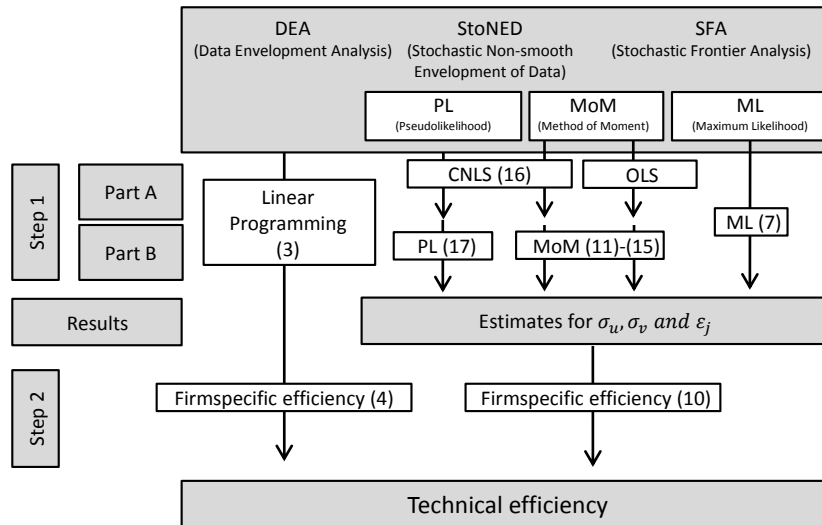 DEA
(Data Envelopment Analysis)
StoNED
(Stochastic Non-smooth
Envelopment of Data)
SFA
(Stochastic Frontier Analysis)
PL
(Pseudolikelihood)
MoM
(Method of Moment)
ML
(Maximum Likelihood)
Step 1
Part A
Part B
Linear
Programming
(3)
CNLS (16)
OLS
ML (7)
PL (17)
MoM (11)-(15)
Results
Estimates for σ_u, σ_v and ε_j
Step 2
Firmspecific efficiency (4)
Firmspecific efficiency (10)
Technical efficiency